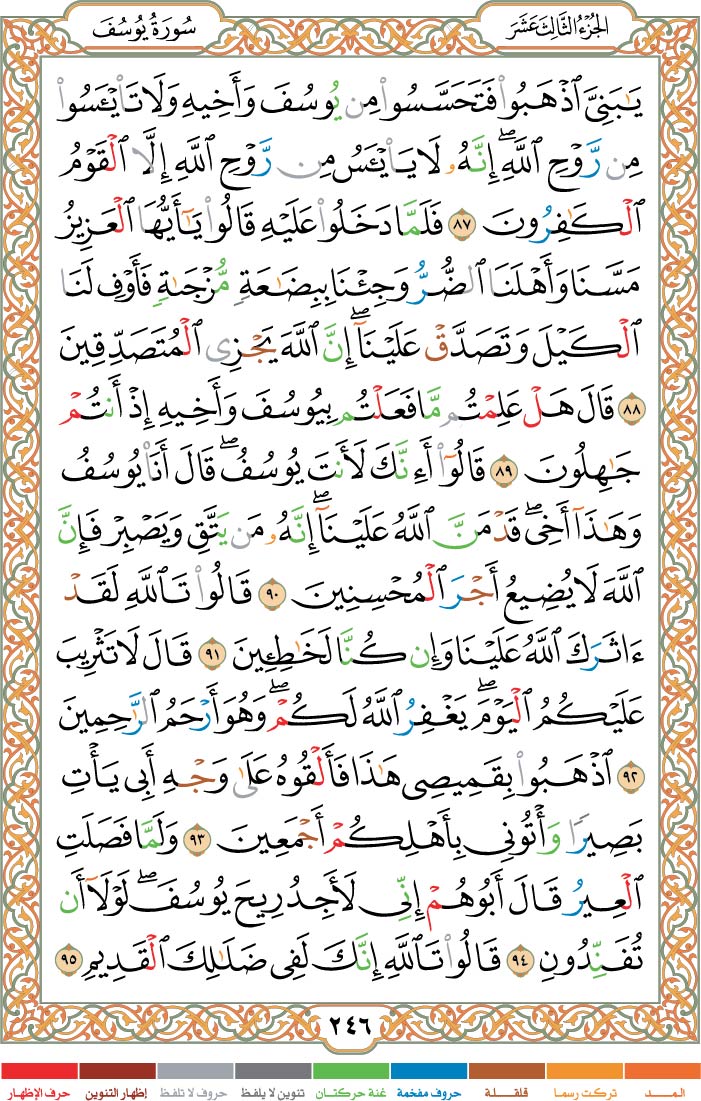 الجزء الثالث عشر
سورة يوسف
يَٰبَنِىَّ ٱذْهَبُوا۟ فَتَحَسَّسُوا۟ مِن يُوسُفَ وَأَخِيهِ وَلَا تَا۟يْـَٔسُوا۟
مِن رَّوْحِ ٱللَّهِ ۖ إِنَّهُۥ لَا يَا۟يْـَٔسُ مِن رَّوْحِ ٱللَّهِ إِلَّا ٱلْقَوْمُ
ٱلْكَٰفِرُونَ ٨٧ فَلَمَّا دَخَلُوا۟ عَلَيْهِ قَالُوا۟ يَٰٓأَيُّهَا ٱلْعَزِيزُ
مَسَّنَا وَأَهْلَنَا ٱلضُّرُّ وَجِئْنَا بِبِضَٰعَةٍ مُّزْجَىٰةٍ فَأَوْفِ لَنَا
ٱلْكَيْلَ وَتَصَدَّقْ عَلَيْنَآ ۖ إِنَّ ٱللَّهَ يَجْزِى ٱلْمُتَصَدِّقِينَ
٨٨ قَالَ هَلْ عَلِمْتُم مَّا فَعَلْتُم بِيُوسُفَ وَأَخِيهِ إِذْ أَنتُمْ
جَٰهِلُونَ ٨٩ قَالُوٓا۟ أَءِنَّكَ لَأَنتَ يُوسُفُ ۖ قَالَ أَنَا۠ يُوسُفُ
وَهَٰذَآ أَخِى ۖ قَدْ مَنَّ ٱللَّهُ عَلَيْنَآ ۖ إِنَّهُۥ مَن يَتَّقِ وَيَصْبِرْ فَإِنَّ
ٱللَّهَ لَا يُضِيعُ أَجْرَ ٱلْمُحْسِنِينَ ٩٠ قَالُوا۟ تَٱللَّهِ لَقَدْ
ءَاثَرَكَ ٱللَّهُ عَلَيْنَا وَإِن كُنَّا لَخَٰطِـِٔينَ ٩١ قَالَ لَا تَثْرِيبَ
عَلَيْكُمُ ٱلْيَوْمَ ۖ يَغْفِرُ ٱللَّهُ لَكُمْ ۖ وَهُوَ أَرْحَمُ ٱلرَّٰحِمِينَ
٩٢ ٱذْهَبُوا۟ بِقَمِيصِى هَٰذَا فَأَلْقُوهُ عَلَىٰ وَجْهِ أَبِى يَأْتِ
بَصِيرًا وَأْتُونِى بِأَهْلِكُمْ أَجْمَعِينَ ٩٣ وَلَمَّا فَصَلَتِ
ٱلْعِيرُ قَالَ أَبُوهُمْ إِنِّى لَأَجِدُ رِيحَ يُوسُفَ ۖ لَوْلَآ أَن
تُفَنِّدُونِ ٩٤ قَالُوا۟ تَٱللَّهِ إِنَّكَ لَفِى ضَلَٰلِكَ ٱلْقَدِيمِ ٩٥
٢٤٦
المد تركت رسما قلقلة حروف مفخمة غنة حركتان تنوين لا يلفظ حروف لا تلفظ إظهار التنوين حرف الإظهار